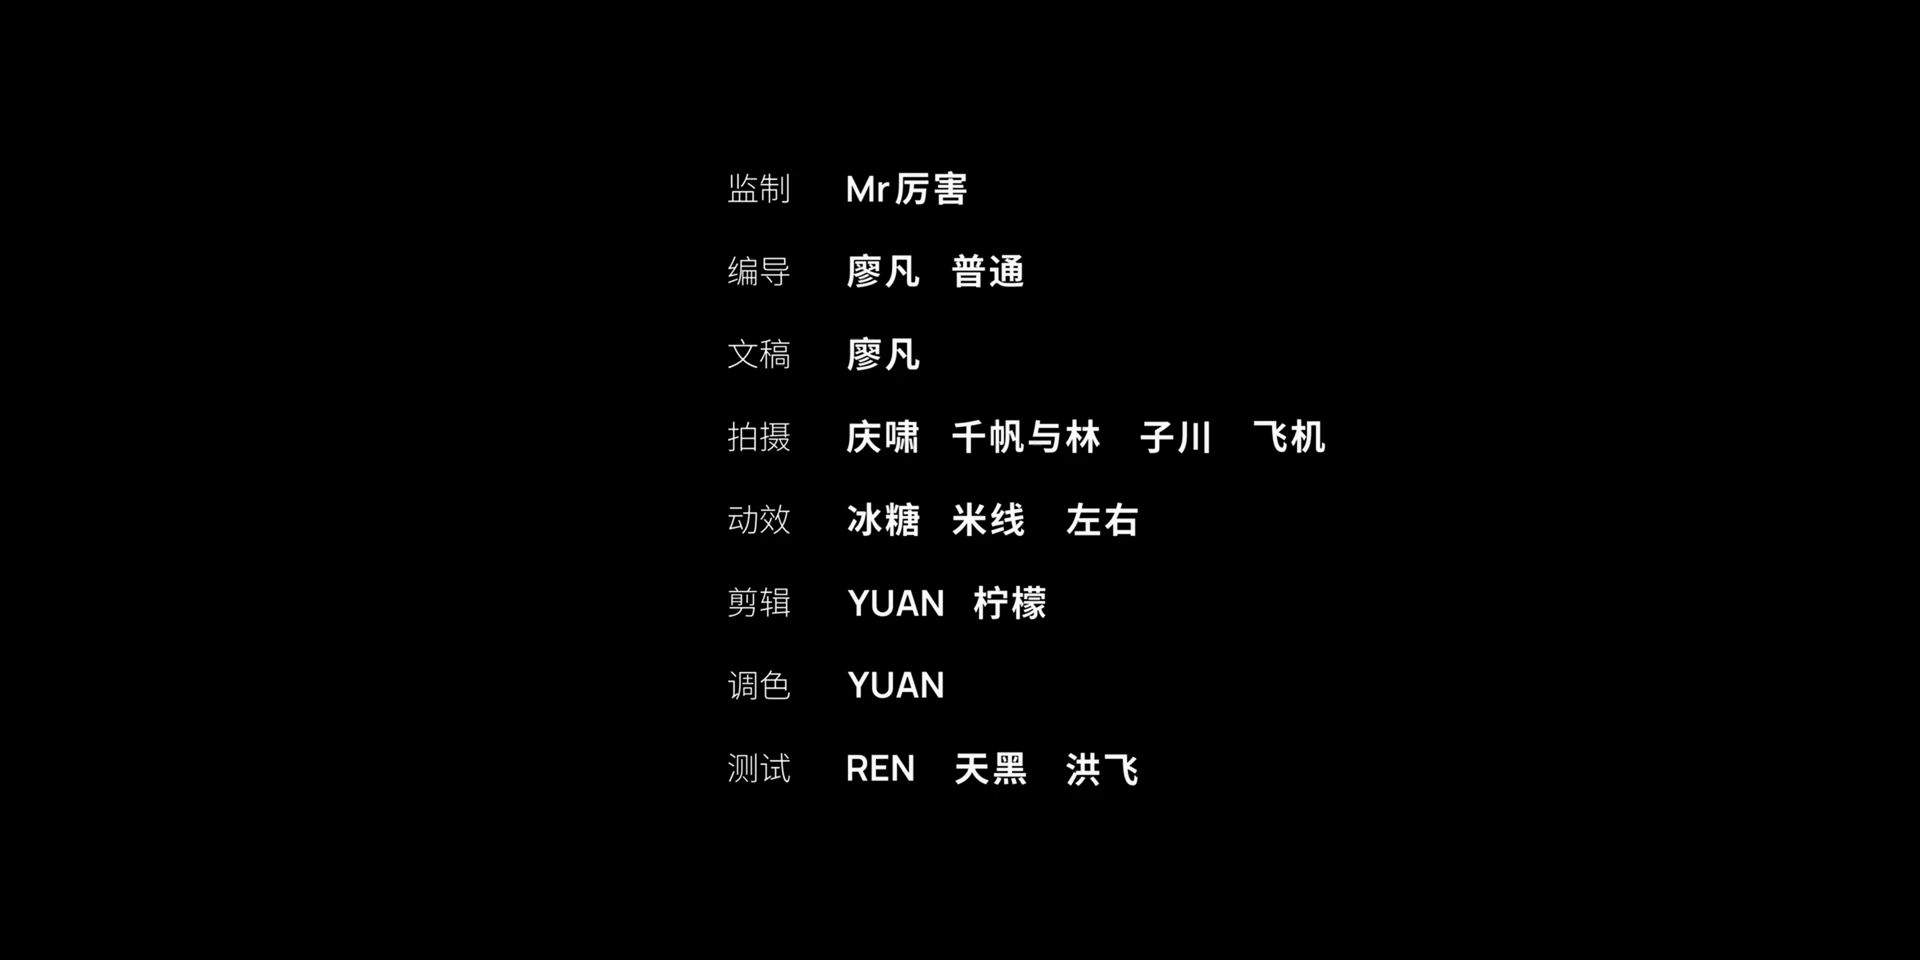 监制 Mr厉害
编导 廖凡 普通
文稿 廖凡
拍摄 庆啸 千帆与林 子川 飞机
动效 冰糖 米线 左右
剪辑 YUAN 柠檬
调色 YUAN
测试 REN 天黑 洪飞